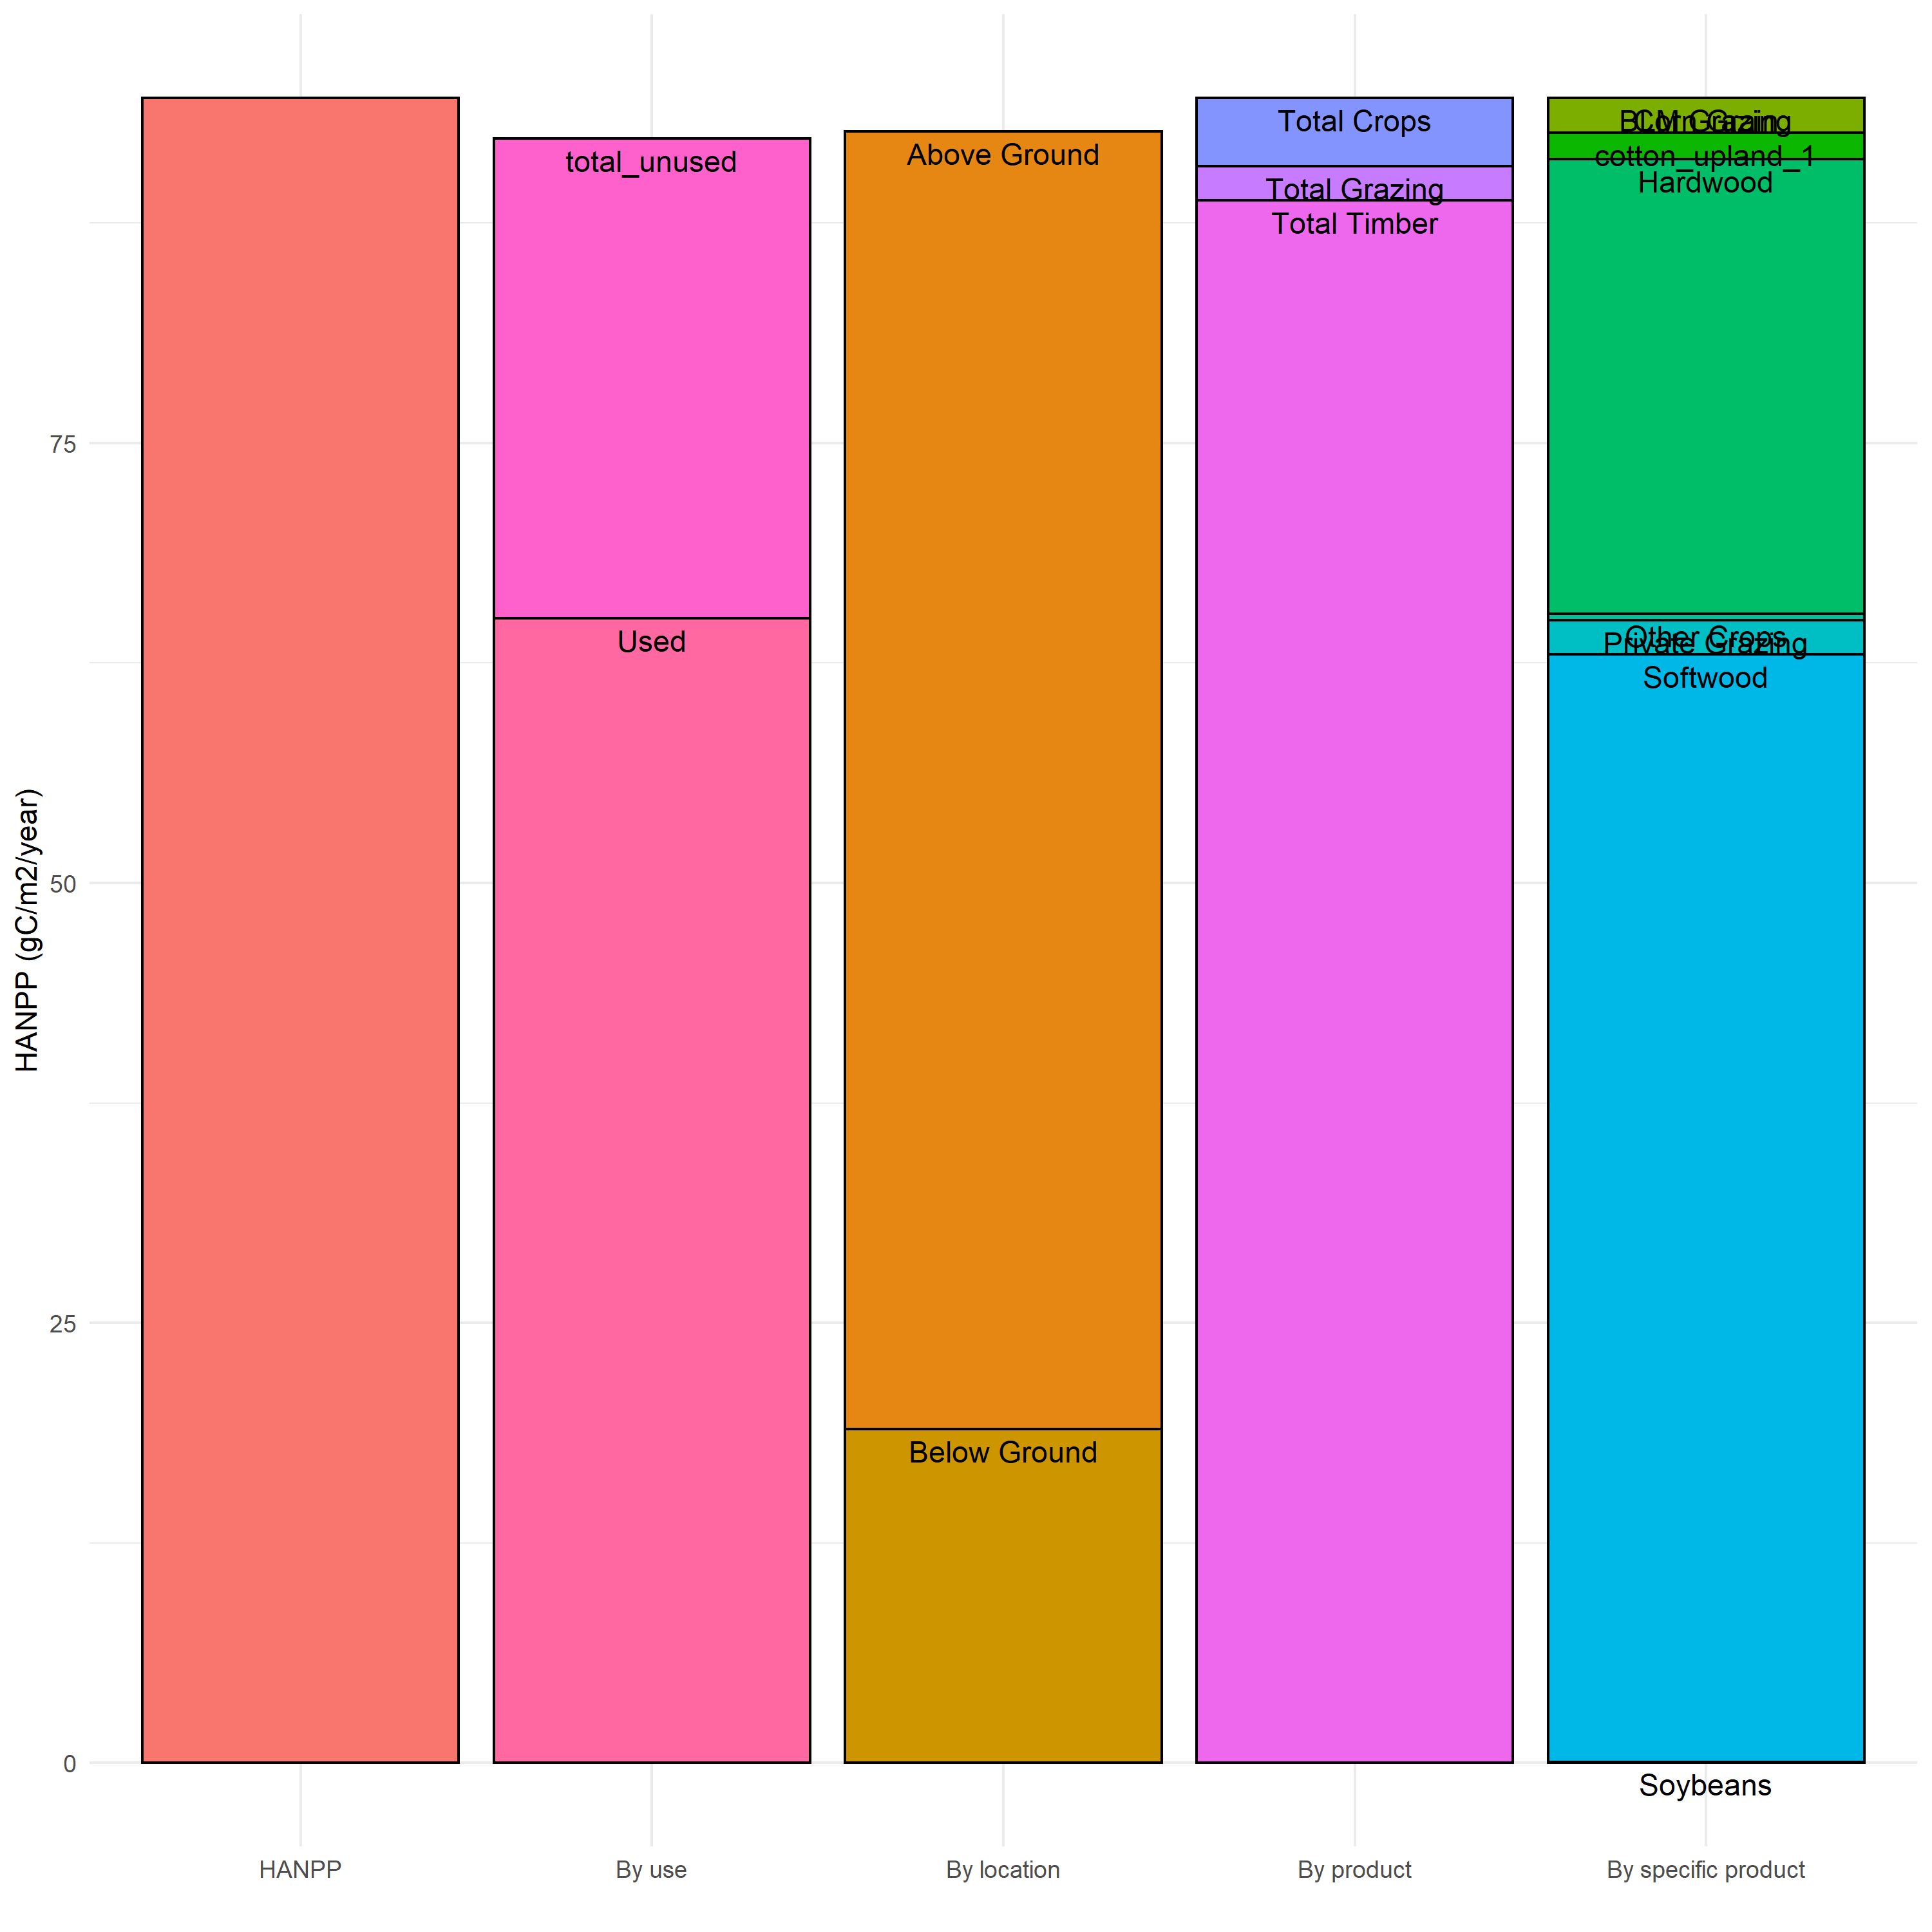 total_unused
Above Ground
Total Crops
BLM Grazing
Corn Grain
cotton_upland_1
Hardwood
Total Grazing
Total Timber
75
Used
Other Crops
Private Grazing
Softwood
HANPP (gC/m2/year)
50
25
Below Ground
0
Soybeans
HANPP
By use
By location
By product
By specific product